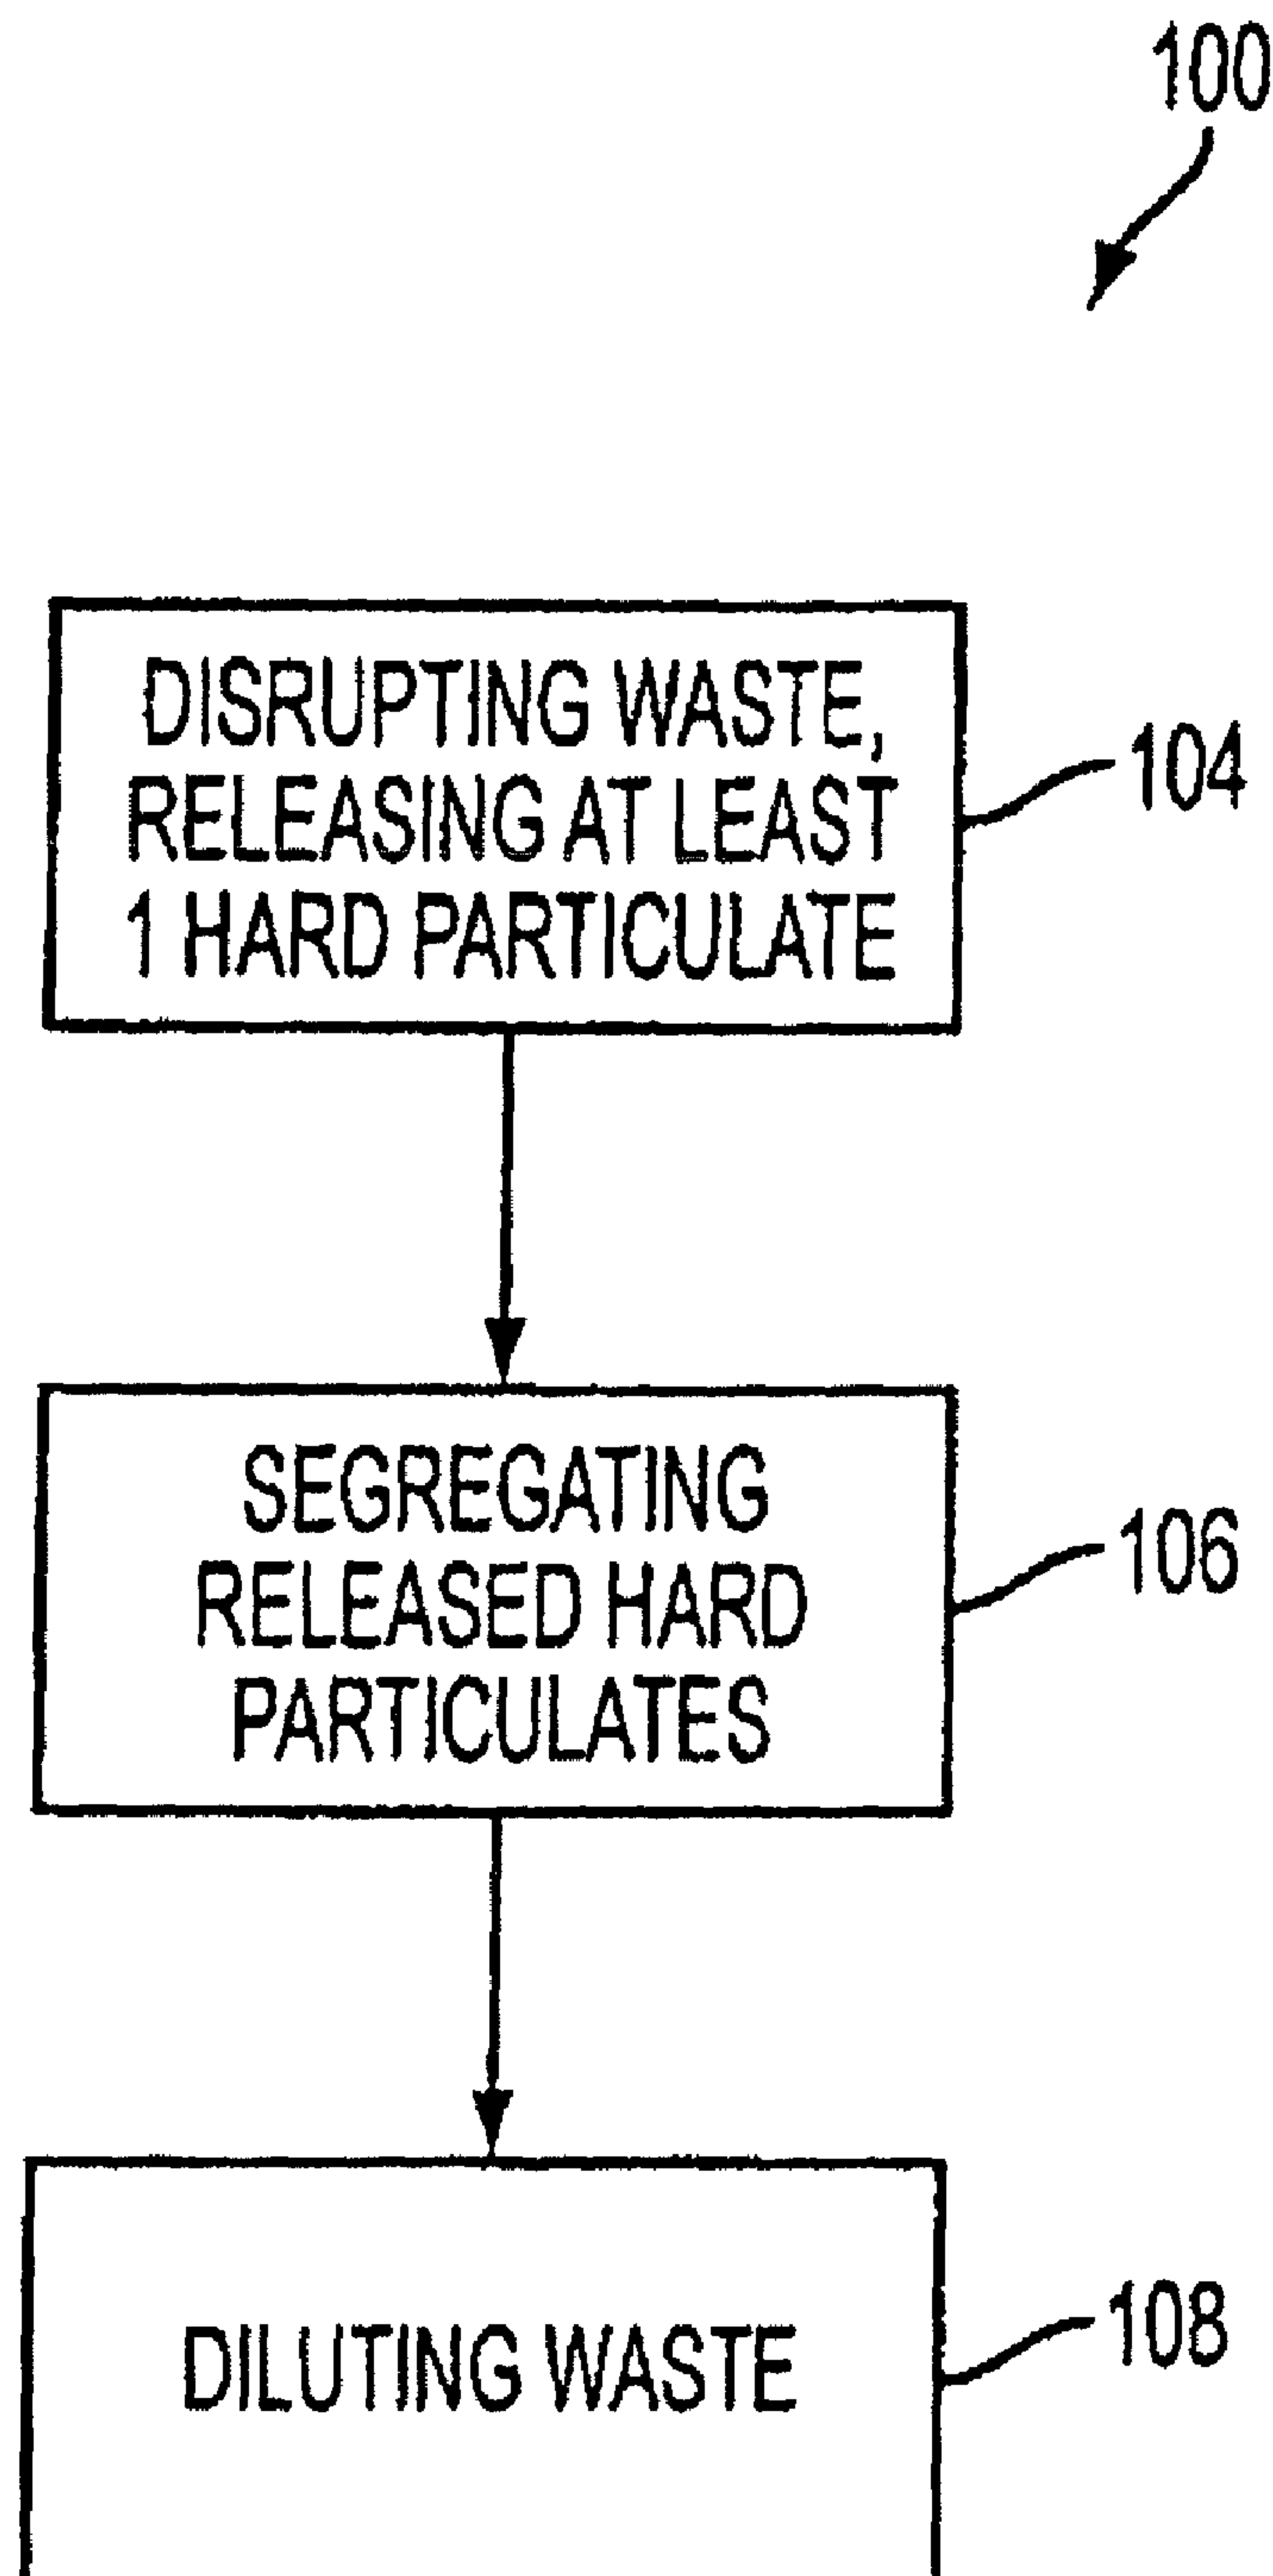 100
DISRUPTING WASTE,
RELEASING AT LEAST
1 HARD PARTICULATE
104
SEGREGATING
RELEASED HARD
PARTICULATES
106
DILUTING WASTE
108